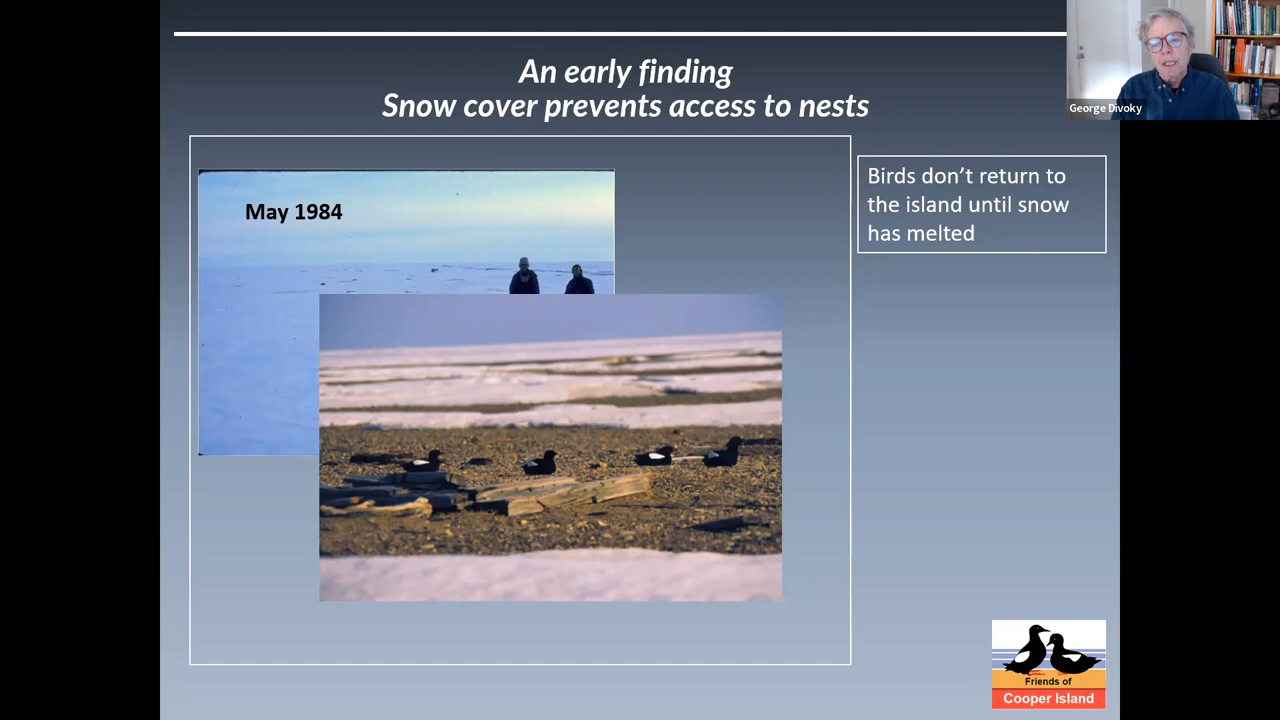 An early finding
Snow cover prevents access to nests
George Divoky
May 1984
Birds don’t return to
the island until snow
has melted
Friends of
Cooper Island